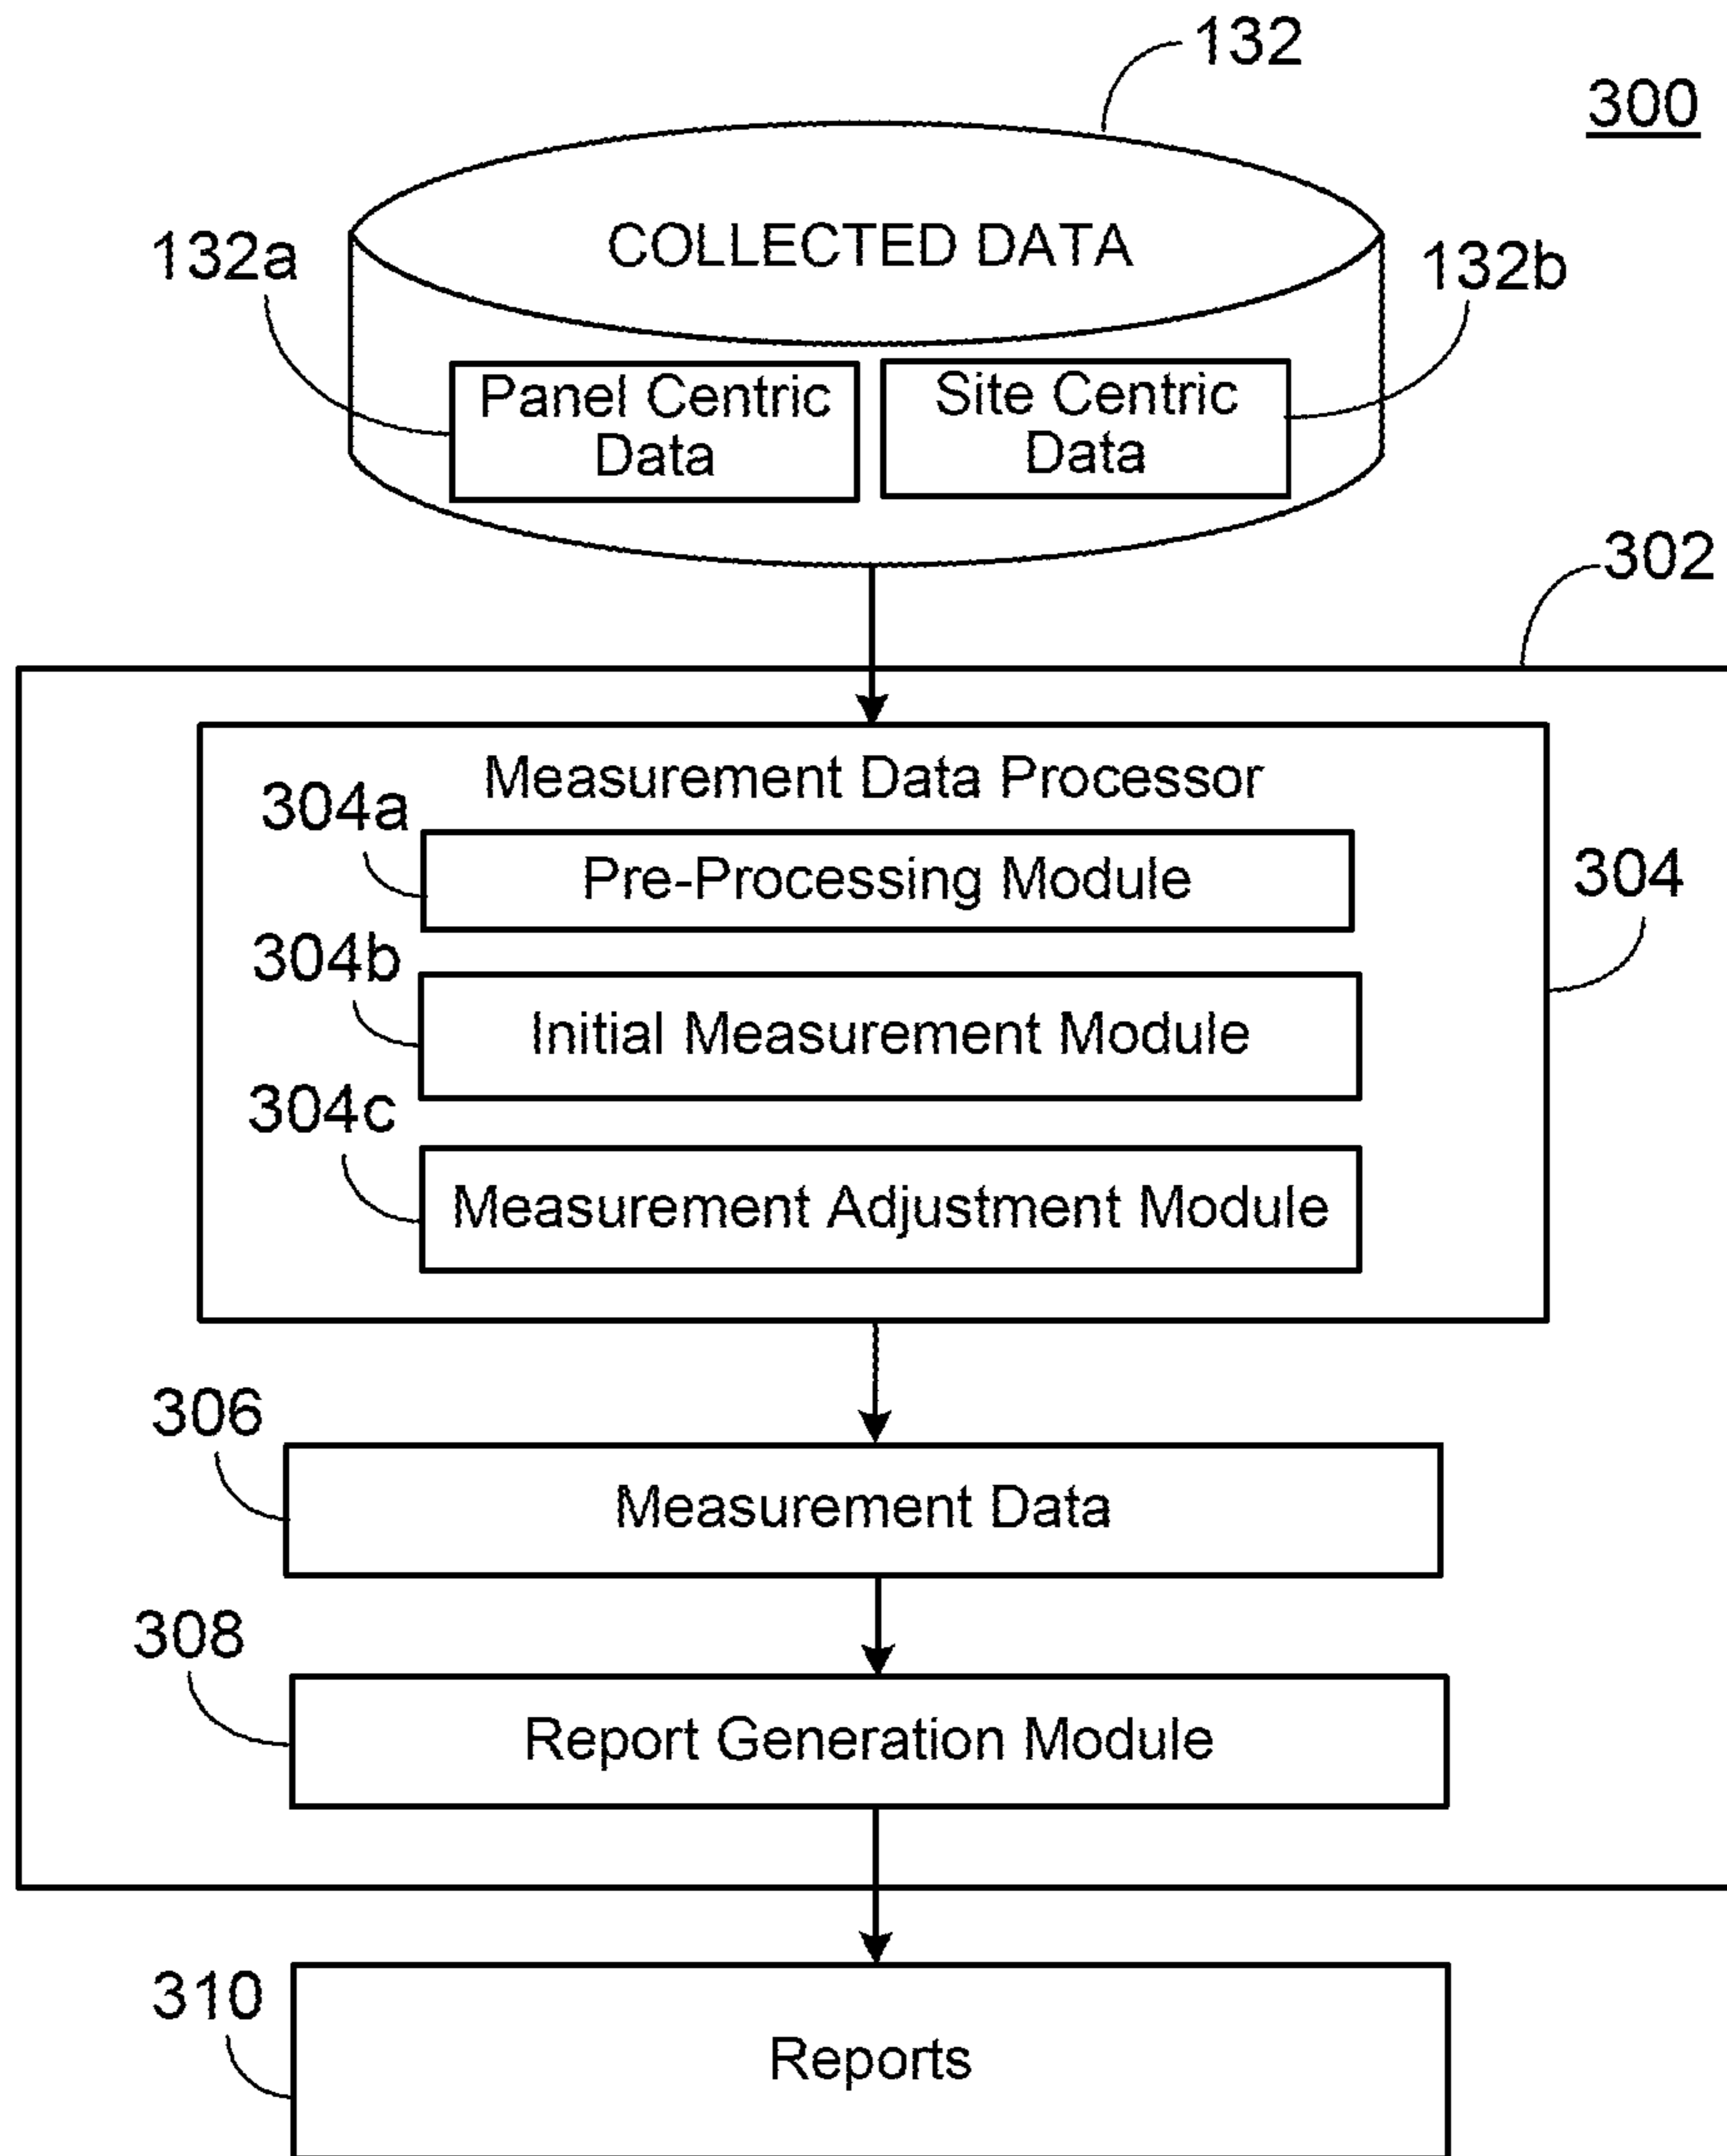 132
300
COLLECTED DATA
132a
132b
Panel Centric
Data
Site Centric
Data
302
Measurement Data Processor
304a
Pre-Processing Module
304
304b
Initial Measurement Module
304c
Measurement Adjustment Module
306
Measurement Data
308
Report Generation Module
310
Reports